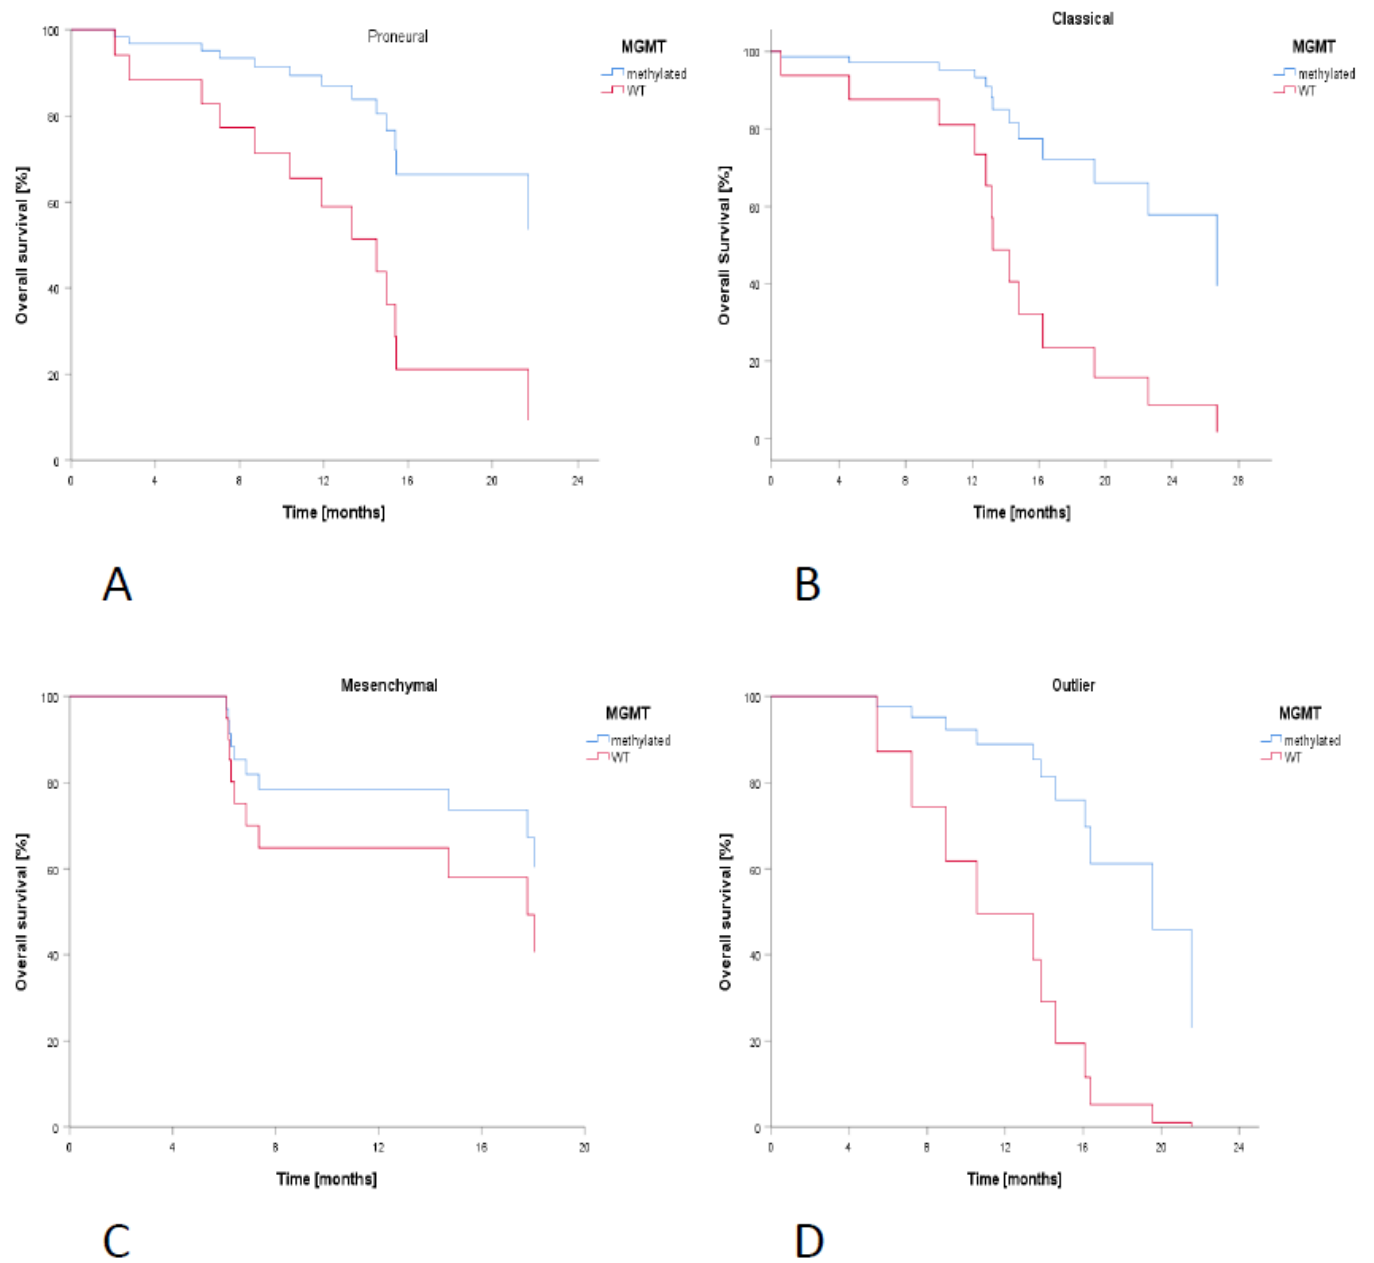 Proneural
MGMT
methylated
WT
100
80
60
40
20
0
Overall survival [%]
0 4 8 12 16 20 24
Time [months]
A
Classical
MGMT
methylated
WT
100
80
60
40
20
0
Overall Survival [%]
0 4 8 12 16 20 24 28
Time [months]
B
Mesenchymal
MGMT
methylated
WT
100
80
60
40
20
0
Overall survival [%]
0 4 8 12 16 20
Time [months]
C
Outlier
MGMT
methylated
WT
100
80
60
40
20
0
Overall survival [%]
0 4 8 12 16 20 24
Time [months]
D